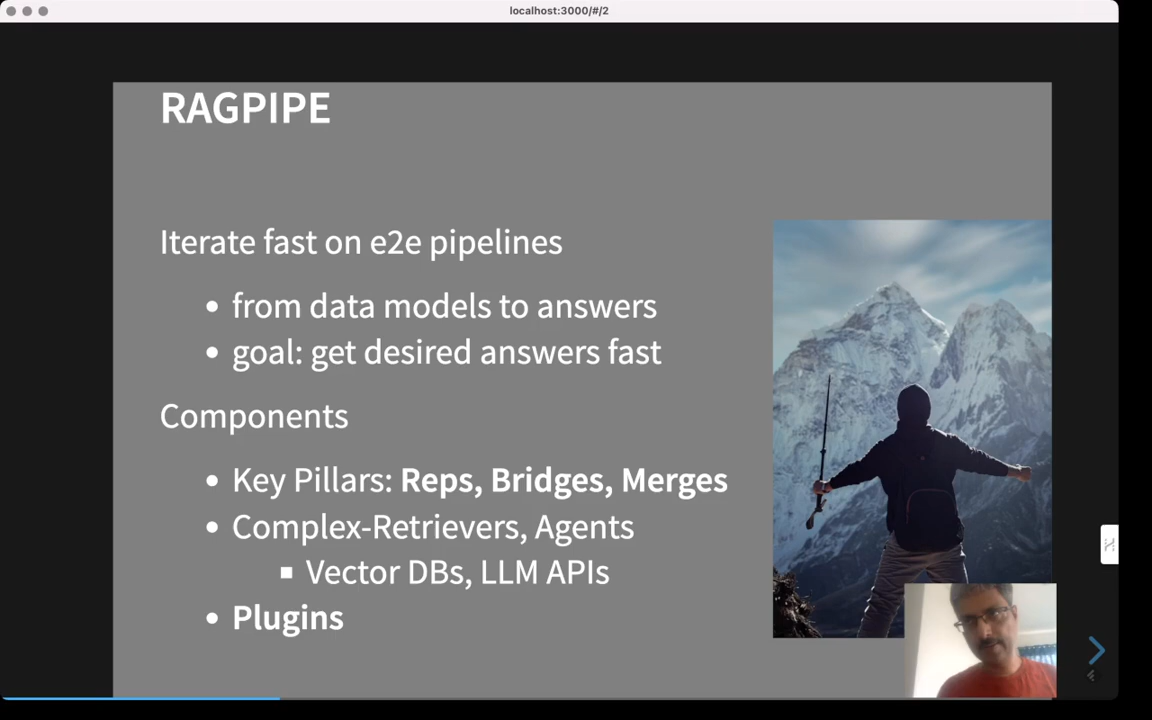 localhost:3000/#/2
RAGPIPE
Iterate fast on e2e pipelines
from data models to answers
goal: get desired answers fast
Components
Key Pillars: Reps, Bridges, Merges
Complex-Retrievers, Agents
Vector DBs, LLM APIs
Plugins